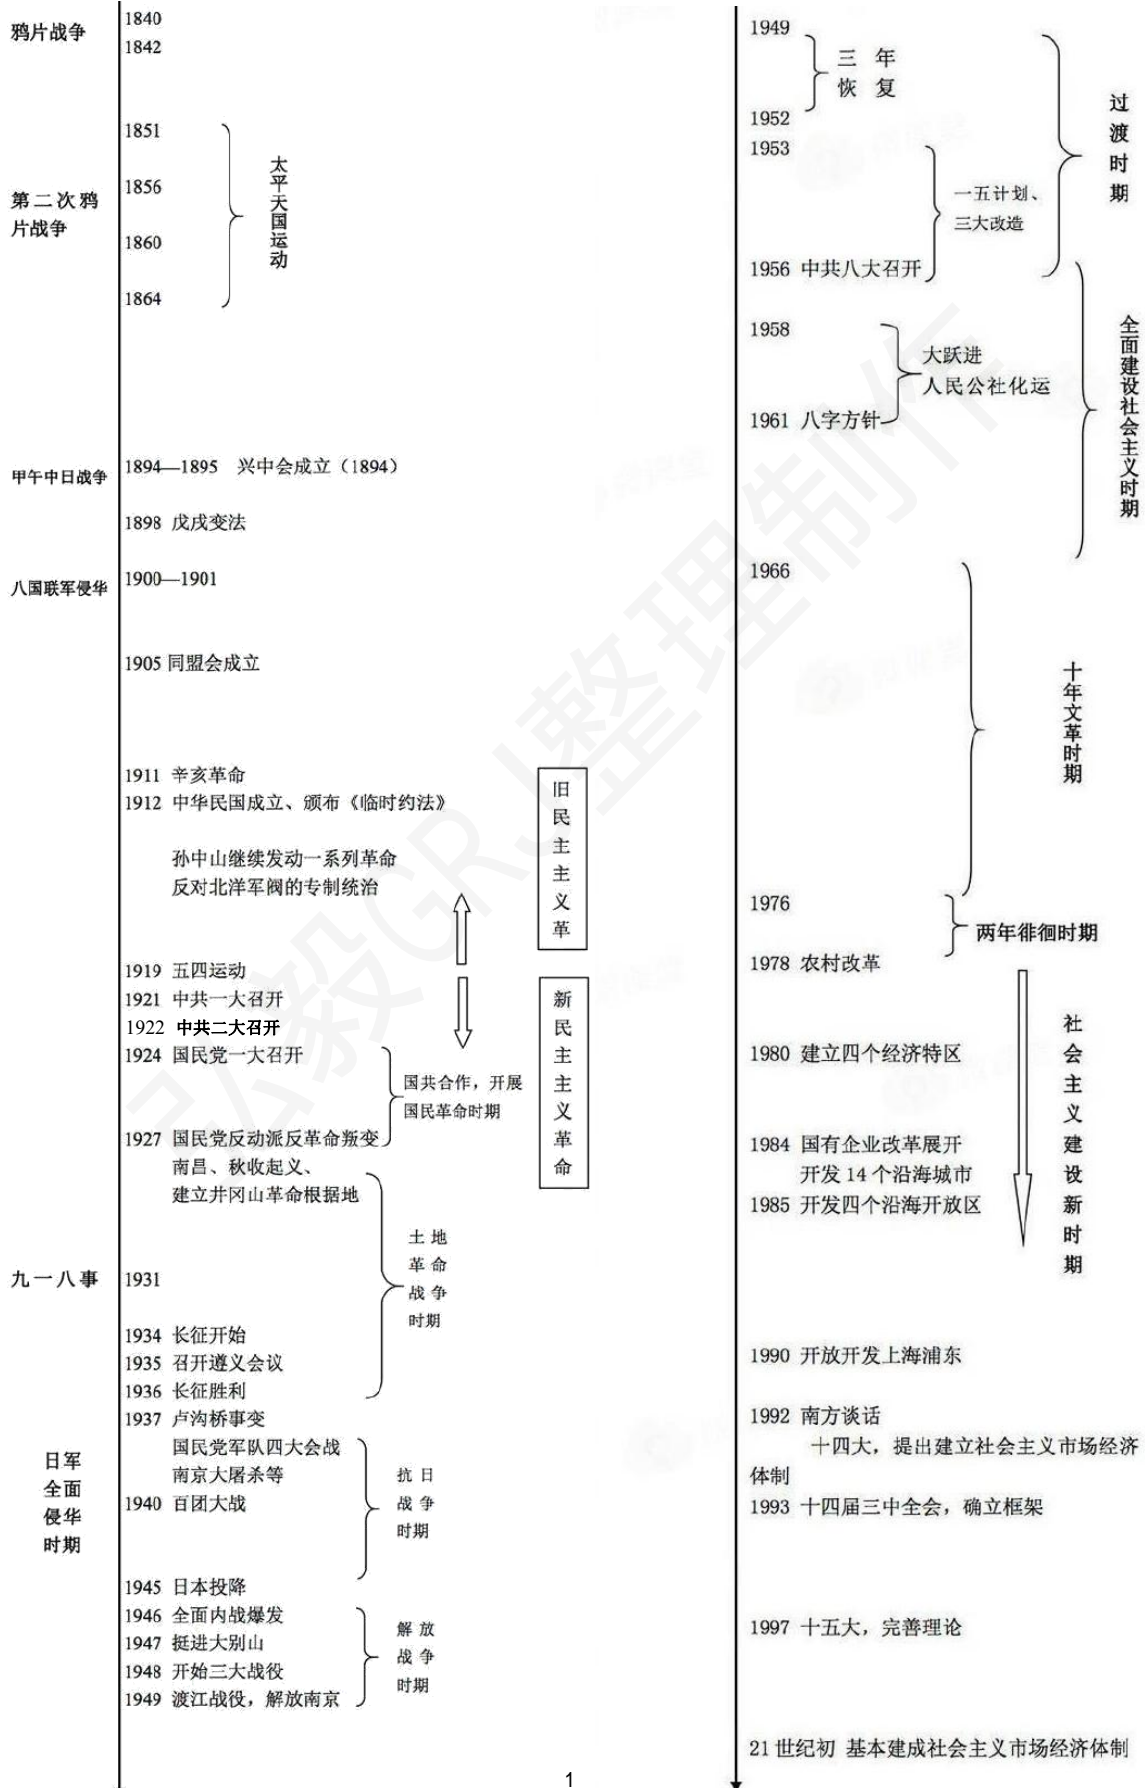 鸦片战争
1840
1842
1851
1856
1860
1864
第二次鸦
片战争
太平天国运动
甲午中日战争
1894—1895 兴中会成立（1894）
1898 戊戌变法
八国联军侵华
1900—1901
1905 同盟会成立
1911 辛亥革命
1912 中华民国成立、颁布《临时约法》
孙中山继续发动一系列革命
反对北洋军阀的专制统治
旧民主主义革
1919 五四运动
1921 中共一大召开
1922 中共二大召开
1924 国民党一大召开
国共合作，开展
国民革命时期
新民主主义革命
1927 国民党反动派反革命叛变
南昌、秋收起义、
建立井冈山革命根据地
土地
革命
战争
时期
九一八事
1931
1934 长征开始
1935 召开遵义会议
1936 长征胜利
1937 卢沟桥事变
国民党军队四大会战
南京大屠杀等
1940 百团大战
日军
全面
侵华
时期
抗日
战争
时期
1945 日本投降
1946 全面内战爆发
1947 挺进大别山
1948 开始三大战役
1949 渡江战役，解放南京
解放
战争
时期
1949
三年
恢复
1952
1953
一五计划、
三大改造
过渡时期
1956 中共八大召开
1958
大跃进
人民公社化运
1961 八字方针
全面建设社会主义时期
1966
十年文革时期
1976
两年徘徊时期
1978 农村改革
社会主义建设新时期
1980 建立四个经济特区
1984 国有企业改革展开
开发14个沿海城市
1985 开发四个沿海开放区
1990 开放开发上海浦东
1992 南方谈话
十四大，提出建立社会主义市场经济
体制
1993 十四届三中全会，确立框架
1997 十五大，完善理论
21世纪初 基本建成社会主义市场经济体制
弘毅GRJ整理制作
1